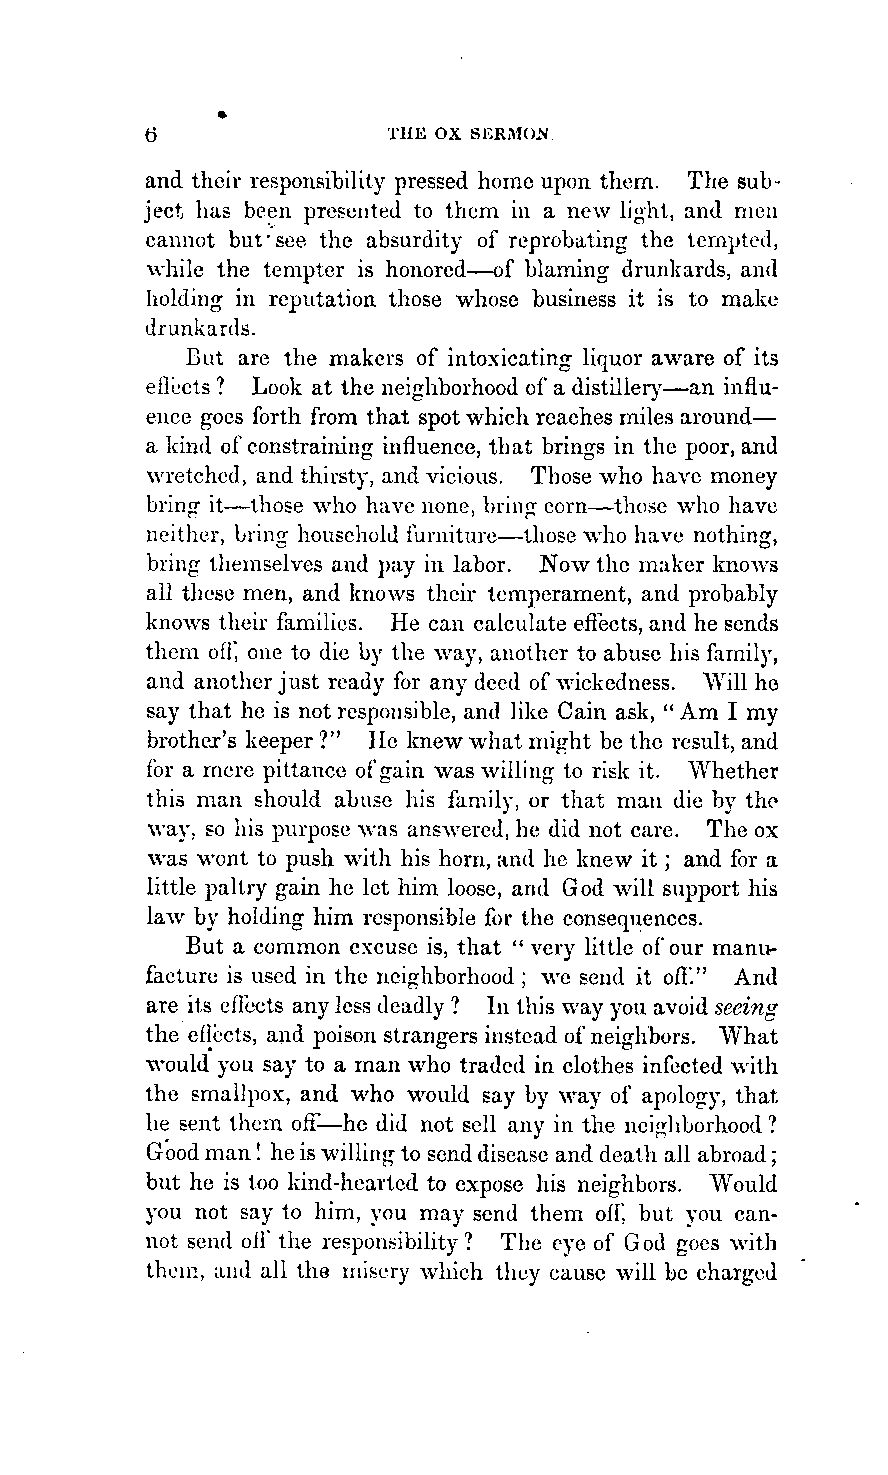 6 THE OX SERMON.
and their responsibility pressed home upon them. The sub-
ject has been presented to them in a new light, and men
cannot but see the absurdity of reprobating the tempted,
while the tempter is honored—of blaming drunkards, and
holding in reputation those whose business it is to make
drunkards.
But are the makers of intoxicating liquor aware of its
effects? Look at the neighborhood of a distillery—an influ-
ence goes forth from that spot which reaches miles around—
a kind of constraining influence, that brings in the poor, and
wretched, and thirsty, and vicious. Those who have money
bring it—those who have none, bring corn—those who have
neither, bring household furniture—those who have nothing,
bring themselves and pay in labor. Now the maker knows
all these men, and knows their temperament, and probably
knows their families. He can calculate effects, and he sends
them off, one to die by the way, another to abuse his family,
and another just ready for any deed of wickedness. Will he
say that he is not responsible, and like Cain ask, "Am I my
brother's keeper?" He knew what might be the result, and
for a mere pittance of gain was willing to risk it. Whether
this man should abuse his family, or that man die by the
way, so his purpose was answered, he did not care. The ox
was wont to push with his horn, and he knew it; and for a
little paltry gain he let him loose, and God will support his
law by holding him responsible for the consequences.
But a common excuse is, that "very little of our manu-
facture is used in the neighborhood; we send it off." And
are its effects any less deadly? In this way you avoid seeing
the effects, and poison strangers instead of neighbors. What
would you say to a man who traded in clothes infected with
the smallpox, and who would say by way of apology, that
he sent them off—he did not sell any in the neighborhood?
Good man! he is willing to send disease and death all abroad;
but he is too kind-hearted to expose his neighbors. Would
you not say to him, you may send them off, but you can-
not send off the responsibility? The eye of God goes with
them, and all the misery which they cause will be charged